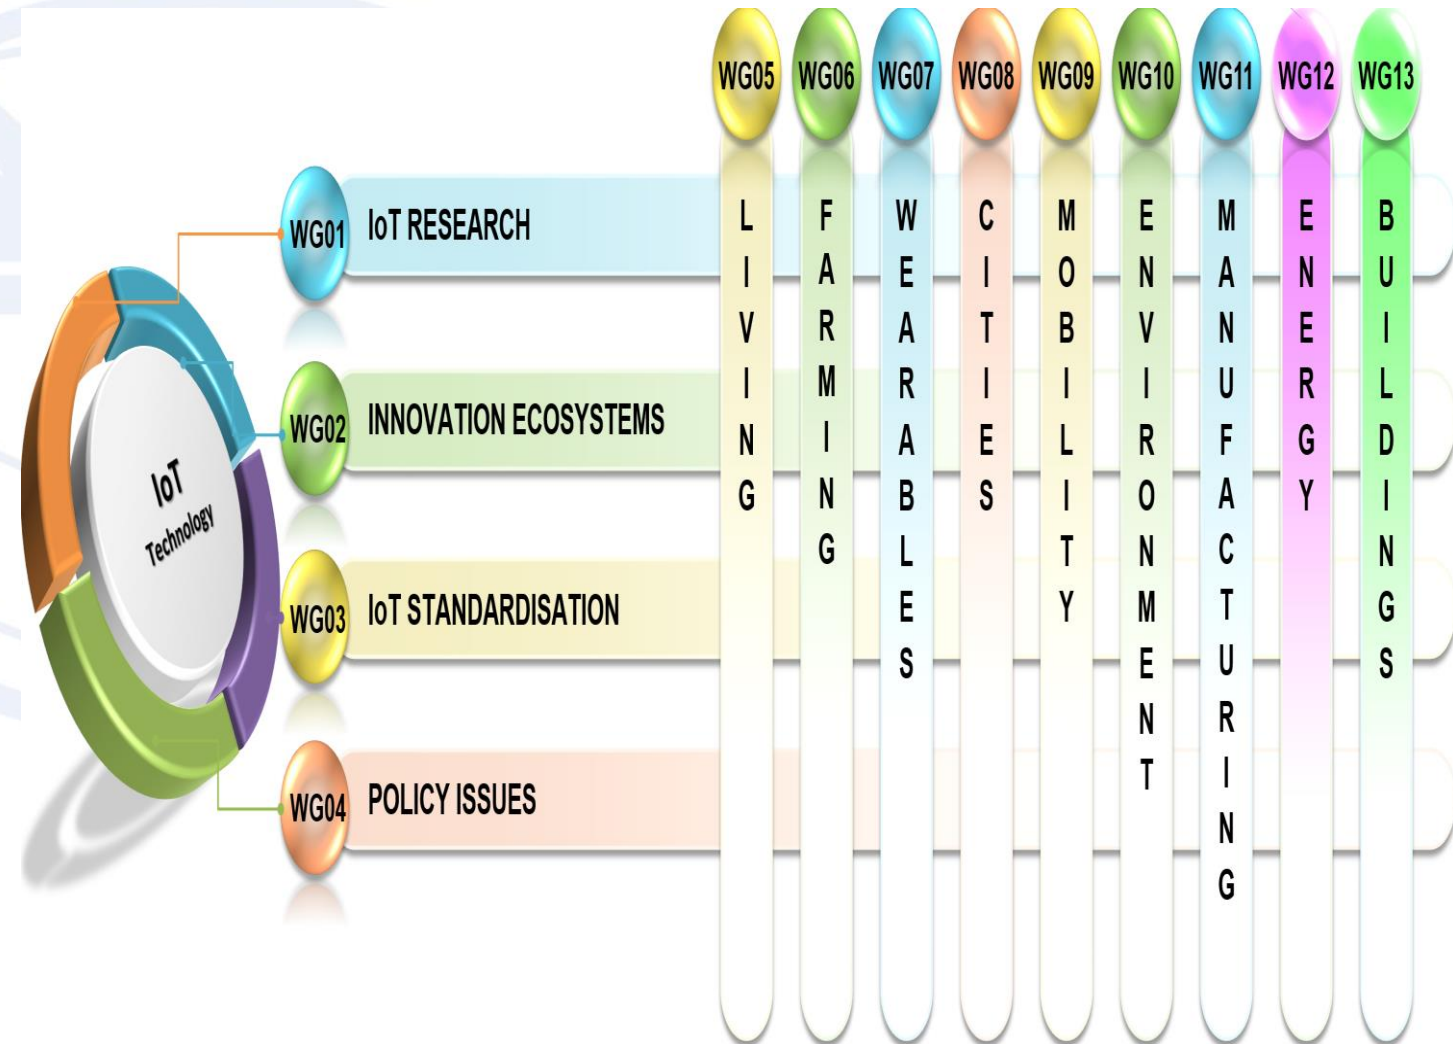 WG05 WG06 WG07 WG08 WG09 WG10 WG11 WG12 WG13
LIVING
FARMING
WEARABLES
CITIES
MOBILITY
ENVIRONMENT
MANUFACTURING
ENERGY
BUILDINGS
WG01 IoT RESEARCH
WG02 INNOVATION ECOSYSTEMS
IoT
Technology
WG03 IoT STANDARDISATION
WG04 POLICY ISSUES